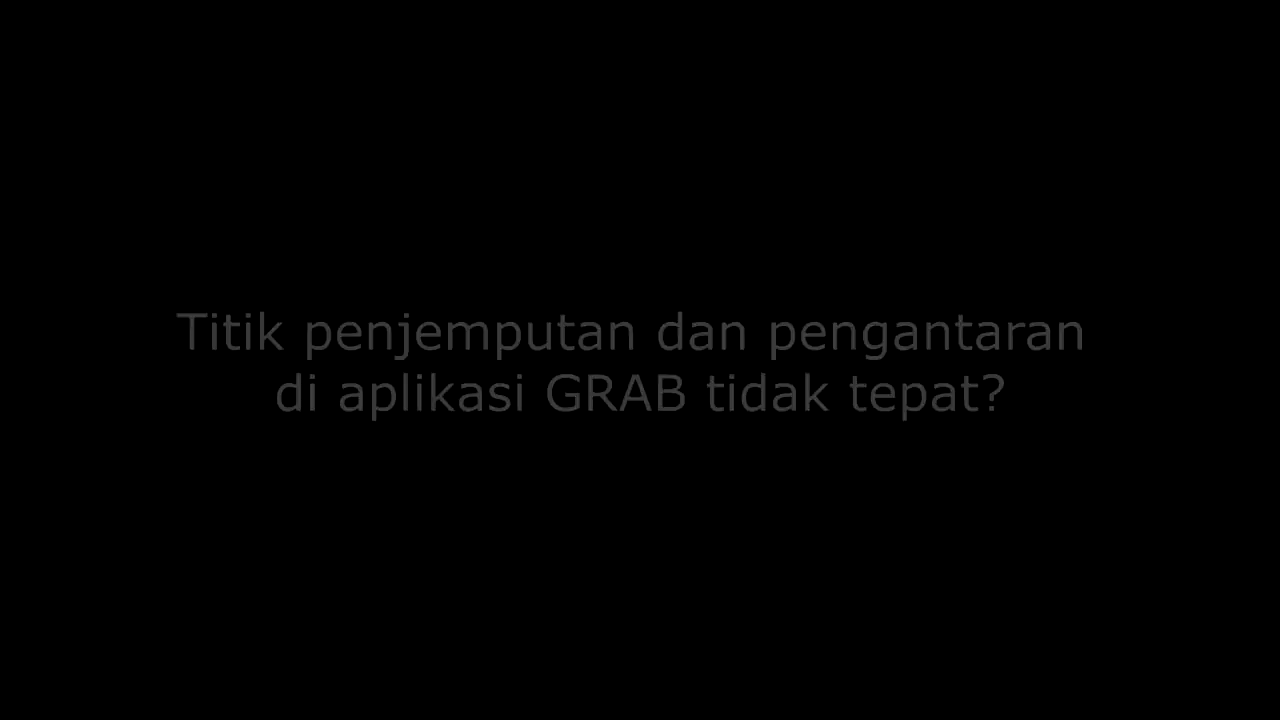 Titik penjemputan dan pengantaran
di aplikasi GRAB tidak tepat?